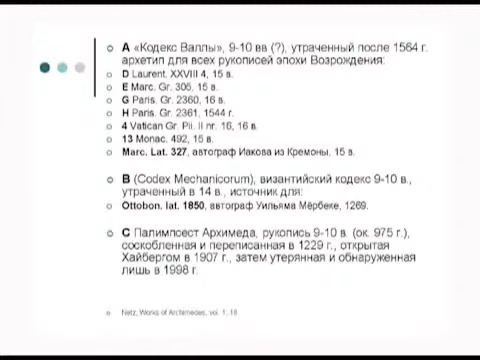 А «Кодекс Валлы», 9-10 вв (?), утраченный после 1564 г.
архетип для всех рукописей эпохи Возрождения:
D Laurent. XXVIII 4, 15 в.
E Marc. Gr. 305, 15 в.
G Paris. Gr. 2360, 16 в.
H Paris. Gr. 2361, 1544 г.
4 Vatican Gr. Pii. II nr. 16, 16 в.
13 Monac. 492, 15 в.
Marc. Lat. 327, автограф Иакова из Кремоны, 15 в.
B (Codex Mechanicorum), византийский кодекс 9-10 в.,
утраченный в 14 в., источник для:
Ottobon. lat. 1850, автограф Уильяма Мёрбеке, 1269.
C Палимпсест Архимеда, рукопись 9-10 в. (ок. 975 г.),
соскобленная и переписанная в 1229 г., открытая
Хайбергом в 1907 г., затем утерянная и обнаруженная
лишь в 1998 г.
Netz, Works of Archimedes, vol. 1, 18